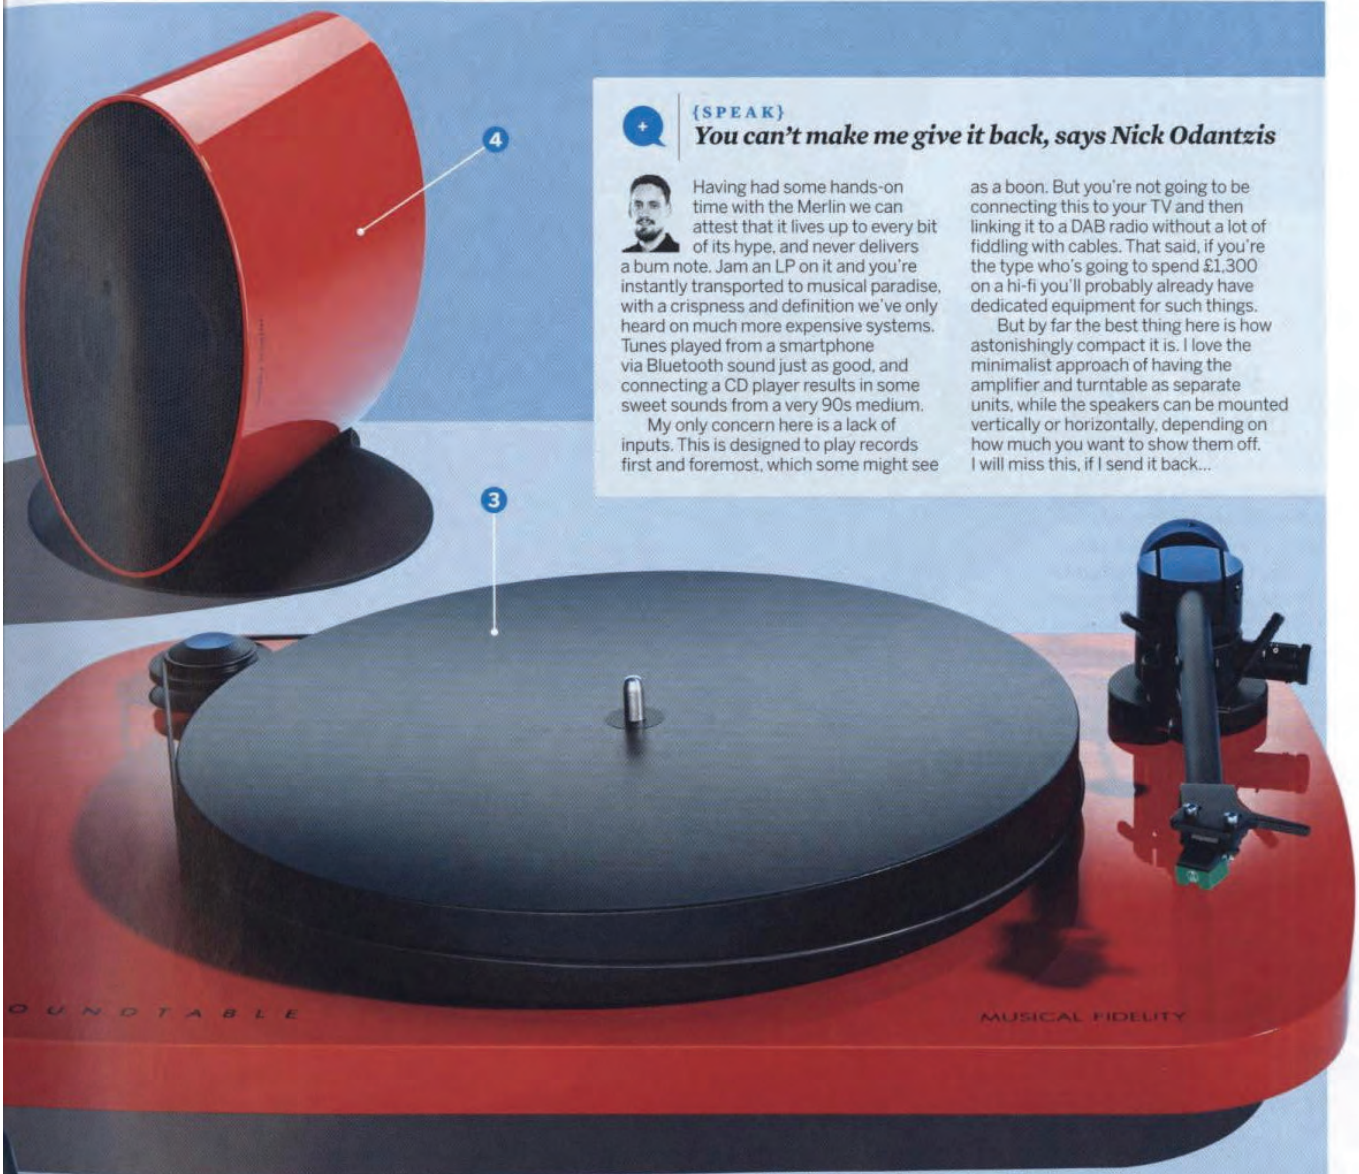 4
{SPEAK}
You can't make me give it back, says Nick Odantzis
Having had some hands-on
time with the Merlin we can
attest that it lives up to every bit
of its hype, and never delivers
a bum note. Jam an LP on it and you're
instantly transported to musical paradise,
with a crispness and definition we've only
heard on much more expensive systems.
Tunes played from a smartphone
via Bluetooth sound just as good, and
connecting a CD player results in some
sweet sounds from a very 90s medium.
My only concern here is a lack of
inputs. This is designed to play records
first and foremost, which some might see
as a boon. But you're not going to be
connecting this to your TV and then
linking it to a DAB radio without a lot of
fiddling with cables. That said, if you're
the type who's going to spend £1,300
on a hi-fi you'll probably already have
dedicated equipment for such things.
But by far the best thing here is how
astonishingly compact it is. I love the
minimalist approach of having the
amplifier and turntable as separate
units, while the speakers can be mounted
vertically or horizontally, depending on
how much you want to show them off.
I will miss this, if I send it back...
3
OUNDTABLE
MUSICAL FIDELITY